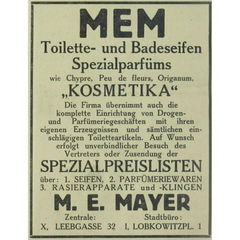 MEM
Toilette- und Badeseifen
Spezialparfüms
wie Chypre, Peu de fleurs, Origanum.
„KOSMETIKA“
Die Firma übernimmt auch die
komplette Einrichtung von Drogen-
und Parfümeriegeschäften mit ihren
eigenen Erzeugnissen und sämtlichen ein-
schlägigen Toiletteartikeln. Auf Wunsch
erfolgt unverbindlicher Besuch des
Vertreters oder Zusendung der
SPEZIALPREISLISTEN
über: 1. SEIFEN, 2. PARFÜMERIEWAREN
3. RASIERAPPARATE und -KLINGEN
M. E. MAYER
Zentrale: Stadtbüro:
X, LEEBGASSE 32 I, LOBKOWITZPL. 1